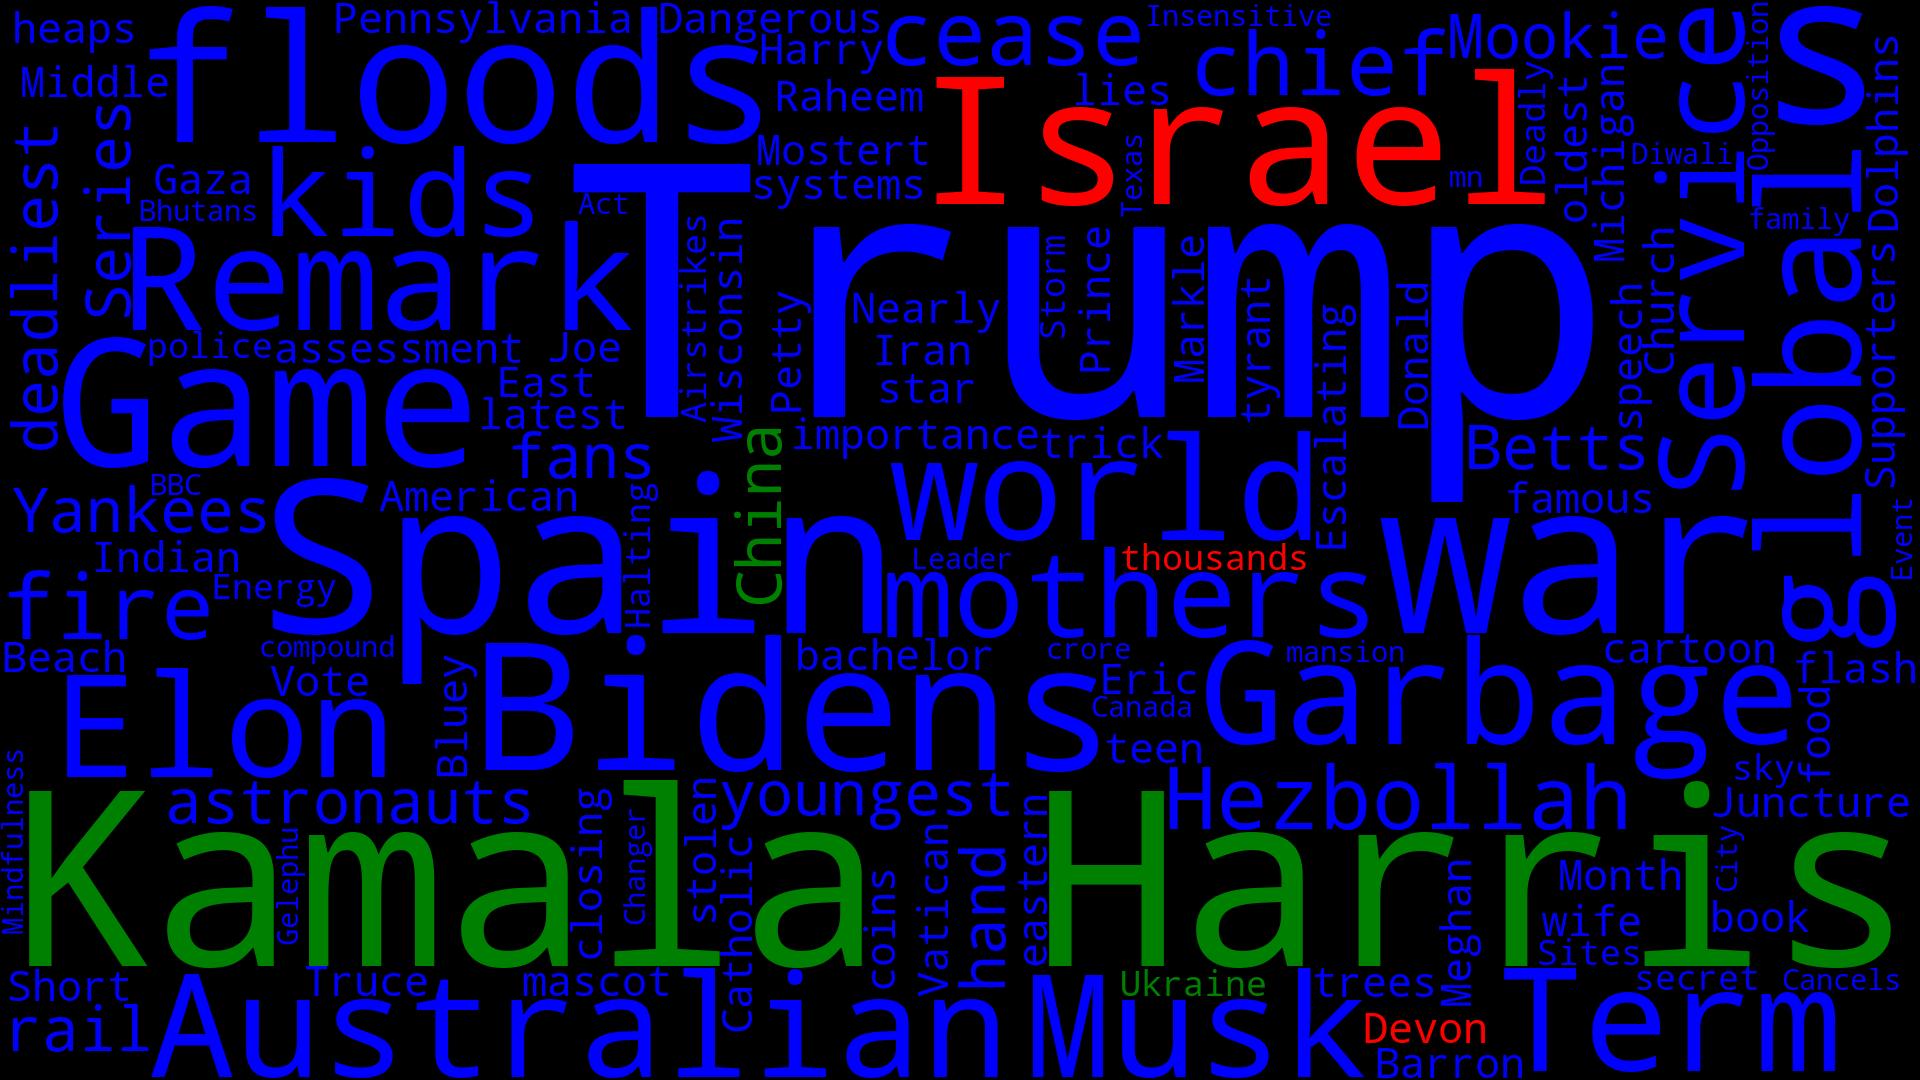 heaps
Pennsylvania
Dangerous
cease
Insensitive
Mookie
service
Opposition
globals
Middle
floods
Harry
chief
Raheem
lies
Israel
Deadly
oldest
Michigan
Dolphins
deadliest
Series
Gaza
kids
Mostert
systems
Texas
mn
Diwali
Bhutans
Act
family
Remark
Trump
Airstrikes
Wisconsin
Petty
Nearly
Storm
Prince
Markle
tyrant
Escalating
Donald
speech
Church
Supporters
police
assessment
Joe
Iran
Game
East
star
latest
fans
China
importance
trick
Betts
Yankees
BBC
American
Spain
Halting
world
famous
war
Event
Indian
Leader
thousands
fire
Energy
mothers
Beach
compound
Vote
Bluey
Bidens
bachelor
crore
Eric
mansion
Garbage
cartoon
flash
food
Elon
Canada
teen
Mindfulness
astronauts
closing
stolen
youngest
Hezbollah
sky
Juncture
Kamala
Harris
Gelephu
Changer
Catholic
coins
Vatican
hand
eastern
Meghan
Month
City
wife
book
Sites
Short
Truce
mascot
Ukraine
trees
secret
Cancels
rail
Australian
Musk
Devon
Term
Barron